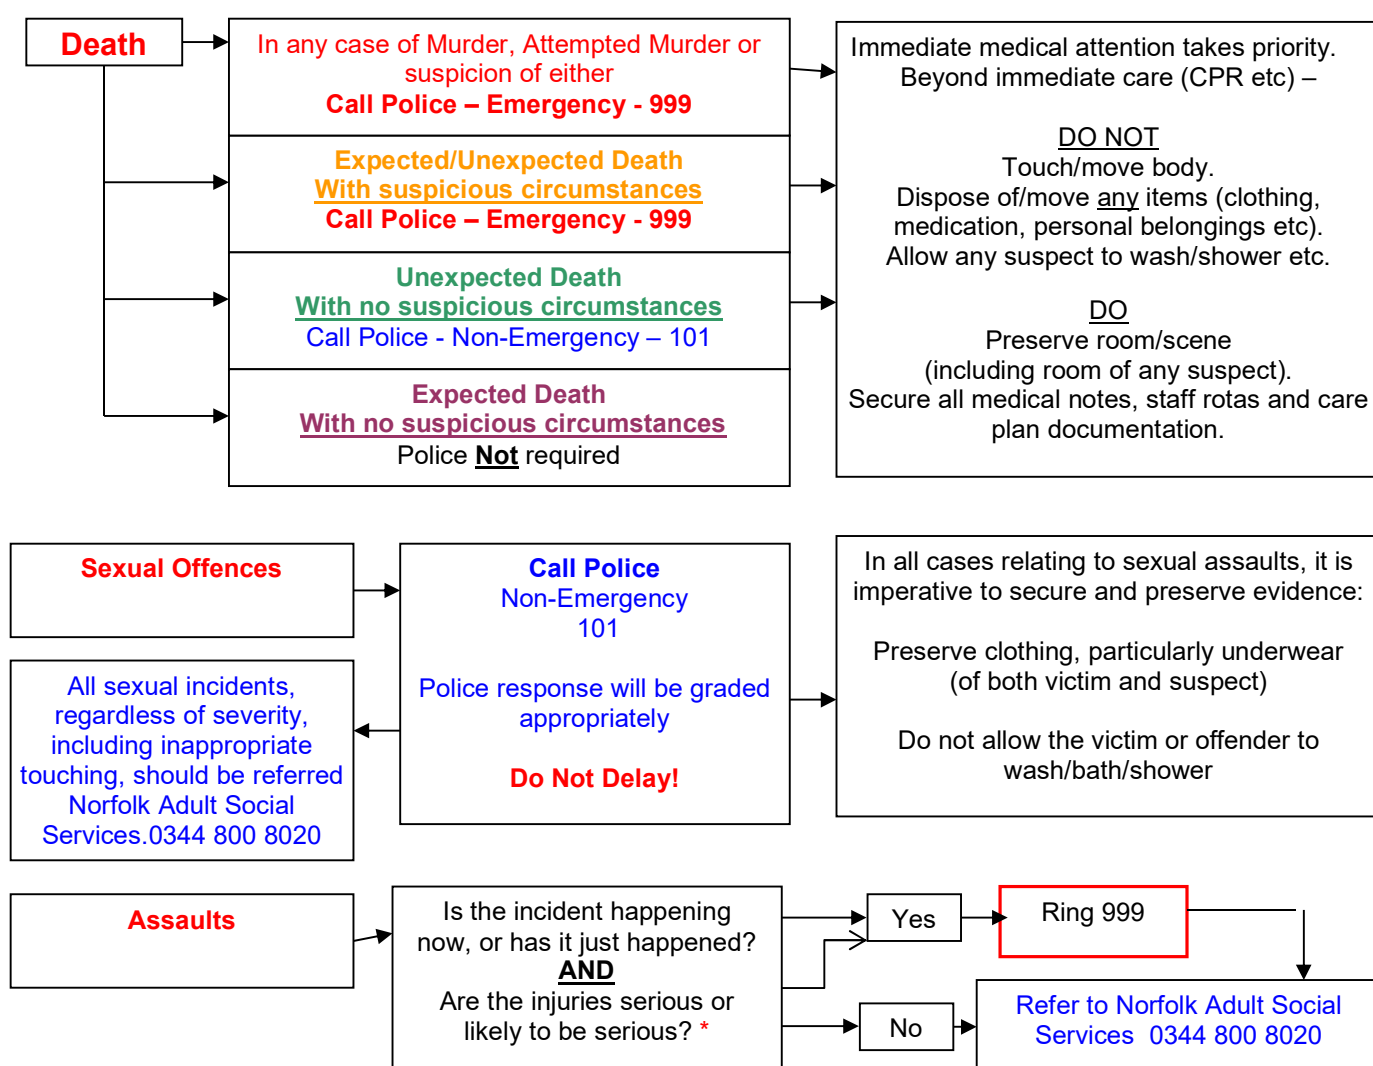 Death
In any case of Murder, Attempted Murder or
suspicion of either
Call Police – Emergency - 999
Expected/Unexpected Death
With suspicious circumstances
Call Police – Emergency - 999
Unexpected Death
With no suspicious circumstances
Call Police - Non-Emergency – 101
Expected Death
With no suspicious circumstances
Police Not required
Immediate medical attention takes priority.
Beyond immediate care (CPR etc) –
DO NOT
Touch/move body.
Dispose of/move any items (clothing,
medication, personal belongings etc).
Allow any suspect to wash/shower etc.
DO
Preserve room/scene
(including room of any suspect).
Secure all medical notes, staff rotas and care
plan documentation.
Sexual Offences
Call Police
Non-Emergency
101
Police response will be graded
appropriately
Do Not Delay!
All sexual incidents,
regardless of severity,
including inappropriate
touching, should be referred
Norfolk Adult Social
Services.0344 800 8020
In all cases relating to sexual assaults, it is
imperative to secure and preserve evidence:
Preserve clothing, particularly underwear
(of both victim and suspect)
Do not allow the victim or offender to
wash/bath/shower
Assaults
Is the incident happening
now, or has it just happened?
AND
Are the injuries serious or
likely to be serious? *
Yes
Ring 999
No
Refer to Norfolk Adult Social
Services 0344 800 8020